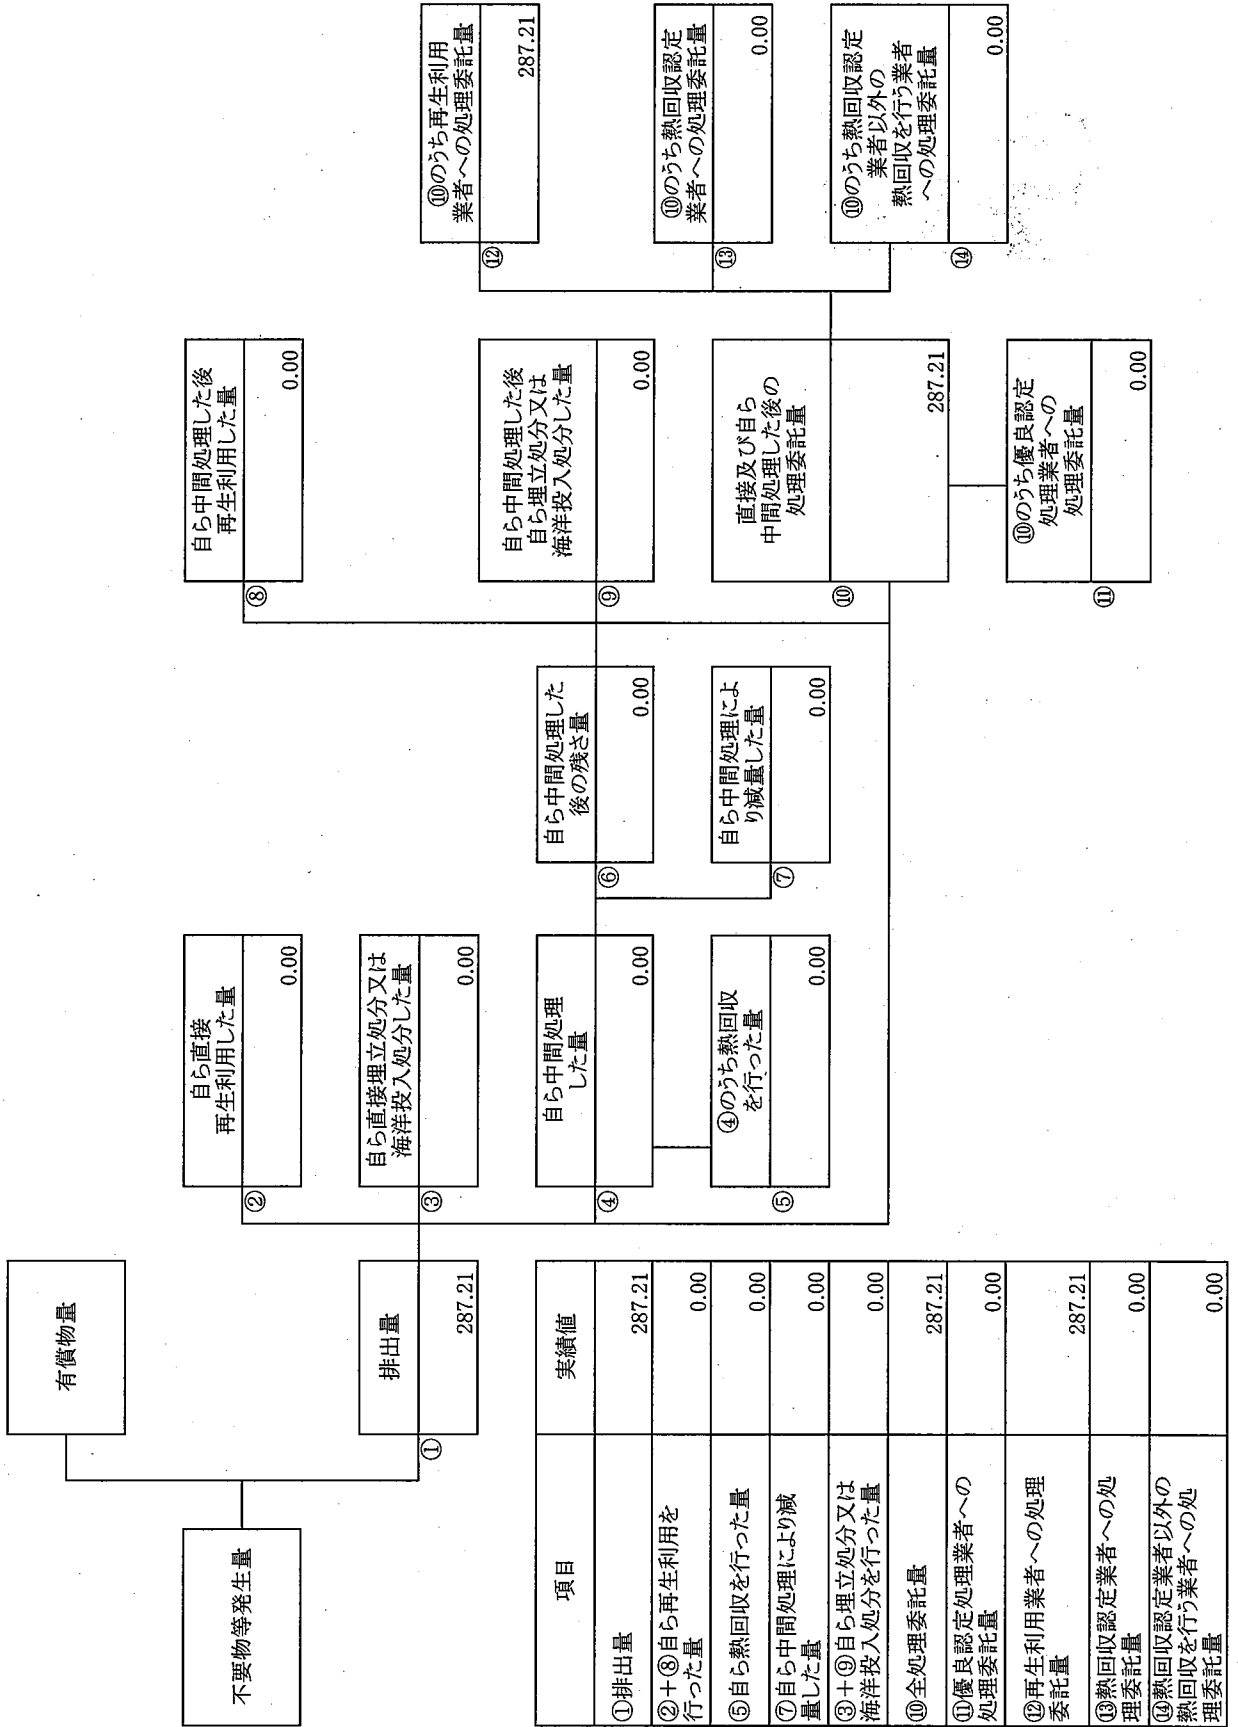 不要物等発生量
有償物量
①
排出量
287.21
②
自ら直接
再生利用した量
0.00
③
自ら直接埋立処分又は
海洋投入処分した量
0.00
④
自ら中間処理
した量
0.00
⑤
④のうち熱回収
を行った量
0.00
⑥
自ら中間処理した
後の残さ量
0.00
⑦
自ら中間処理によ
り減量した量
0.00
⑧
自ら中間処理した後
再生利用した量
0.00
⑨
自ら中間処理した後
自ら埋立処分又は
海洋投入処分した量
0.00
⑩
直接及び自ら
中間処理した後の
処理委託量
287.21
⑪
⑩のうち優良認定
処理業者への
処理委託量
0.00
⑫
⑩のうち再生利用
業者への処理委託量
287.21
⑬
⑩のうち熱回収認定
業者への処理委託量
0.00
⑭
⑩のうち熱回収認定
業者以外の
熱回収を行う業者
への処理委託量
0.00
項目 実績値
①排出量 287.21
②＋⑧自ら再生利用を
行った量 0.00
⑤自ら熱回収を行った量 0.00
⑦自ら中間処理により減
量した量 0.00
③＋⑨自ら埋立処分又は
海洋投入処分を行った量 0.00
⑩全処理委託量 287.21
⑪優良認定処理業者への
処理委託量 0.00
⑫再生利用業者への処理
委託量 287.21
⑬熱回収認定業者への処
理委託量 0.00
⑭熱回収認定業者以外の
熱回収を行う業者への処
理委託量 0.00